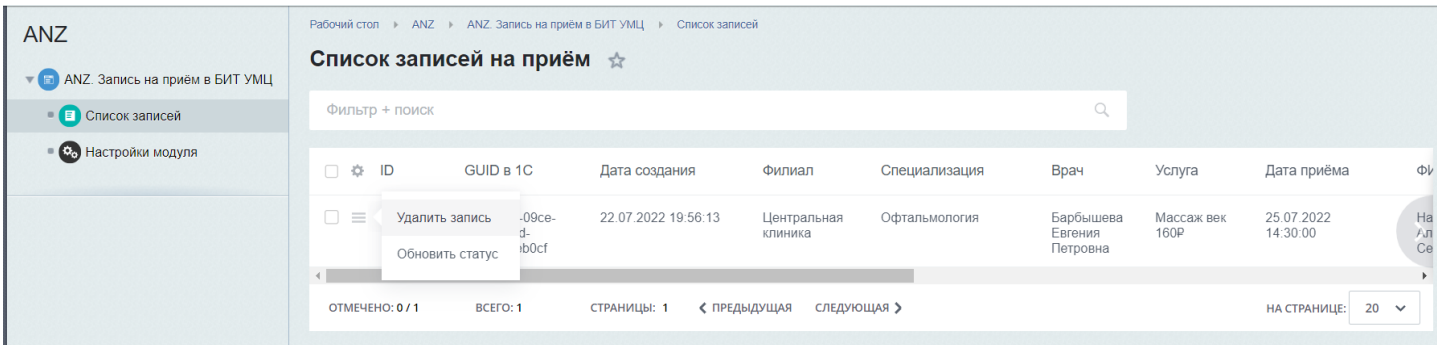 ANZ
ANZ. Запись на приём в БИТ УМЦ
Список записей
Настройки модуля
Рабочий стол ANZ ANZ. Запись на приём в БИТ УМЦ Список записей
Список записей на приём
Фильтр + поиск
ID GUID в 1С Дата создания Филиал Специализация Врач Услуга Дата приёма
Удалить запись -09ce- 22.07.2022 19:56:13 Центральная Офтальмология Барбышева Массаж век 25.07.2022
d- клиника Евгения 160₽ 14:30:00
Обновить статус eb0cf Петровна
ОТМЕЧЕНО: 0 / 1 ВСЕГО: 1 СТРАНИЦЫ: 1 ПРЕДЫДУЩАЯ СЛЕДУЮЩАЯ НА СТРАНИЦЕ: 20